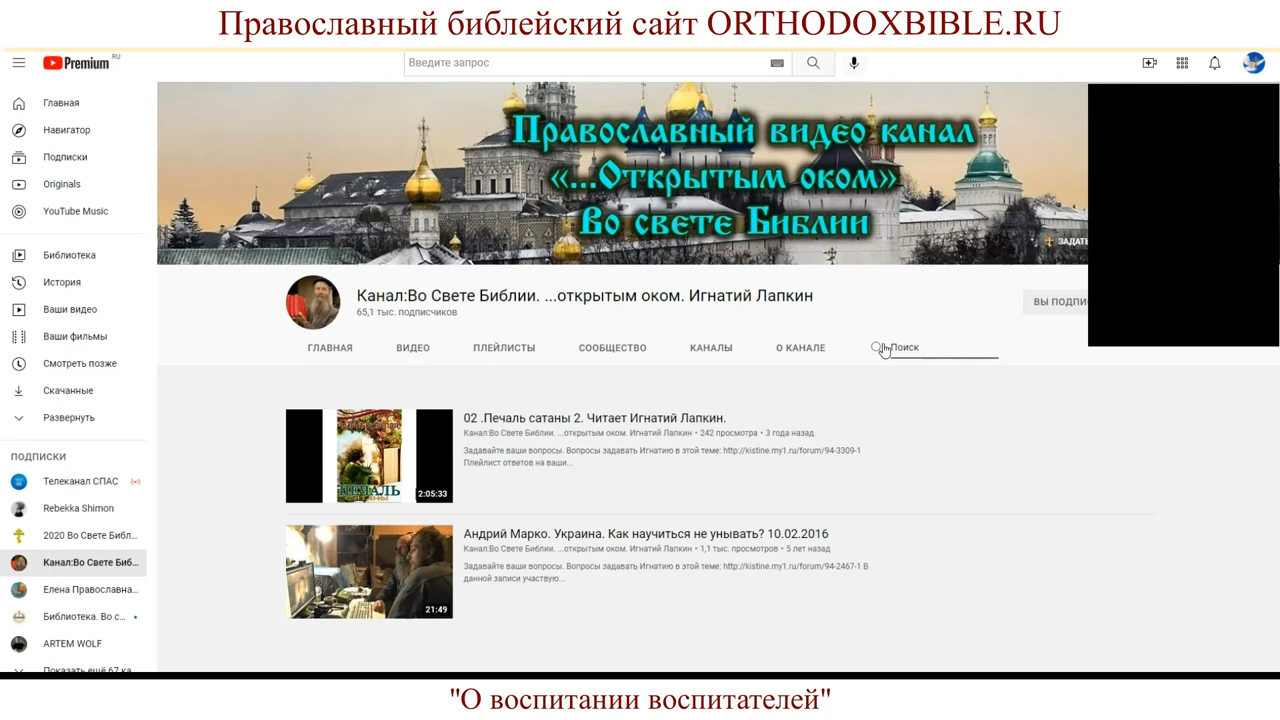 Православный библейский сайт ORTHODOXBIBLE.RU
Premium RU
Введите запрос
Главная
Навигатор
Подписки
Originals
YouTube Music
Библиотека
История
Ваши видео
Ваши фильмы
Смотреть позже
Скачанные
Развернуть
ПОДПИСКИ
Телеканал СПАС
Rebekka Shimon
2020 Во Свете Библ...
Канал:Во Свете Биб...
Елена Православна...
Библиотека. Во с...
ARTEM WOLF
Показать ещё 67 ка
Православный видео канал
«...Открытым оком»
Во свете Библии
ЗАДАТЬ
Канал:Во Свете Библии. ...открытым оком. Игнатий Лапкин
65,1 тыс. подписчиков
ВЫ ПОДПИ
ГЛАВНАЯ ВИДЕО ПЛЕЙЛИСТЫ СООБЩЕСТВО КАНАЛЫ О КАНАЛЕ Поиск
ПЕЧАЛЬ
2:05:33
02 .Печаль сатаны 2. Читает Игнатий Лапкин.
Канал:Во Свете Библии. ...открытым оком. Игнатий Лапкин • 242 просмотра • 3 года назад
Задавайте ваши вопросы. Вопросы задавать Игнатию в этой теме: http://kistine.my1.ru/forum/94-3309-1
Плейлист ответов на ваши...
21:49
Андрий Марко. Украина. Как научиться не унывать? 10.02.2016
Канал:Во Свете Библии. ...открытым оком. Игнатий Лапкин • 1,1 тыс. просмотров • 5 лет назад
Задавайте ваши вопросы. Вопросы задавать Игнатию в этой теме: http://kistine.my1.ru/forum/94-2467-1 В
данной записи участвую...
"О воспитании воспитателей"